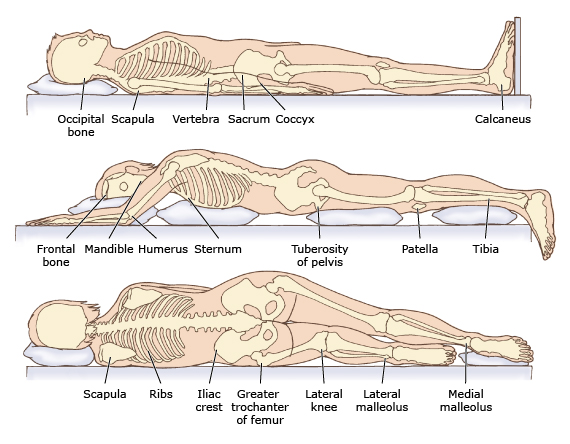 Occipital bone
Scapula
Vertebra
Sacrum
Coccyx
Calcaneus
Frontal bone
Mandible
Humerus
Sternum
Tuberosity of pelvis
Patella
Tibia
Scapula
Ribs
Iliac crest
Greater trochanter of femur
Lateral knee
Lateral malleolus
Medial malleolus